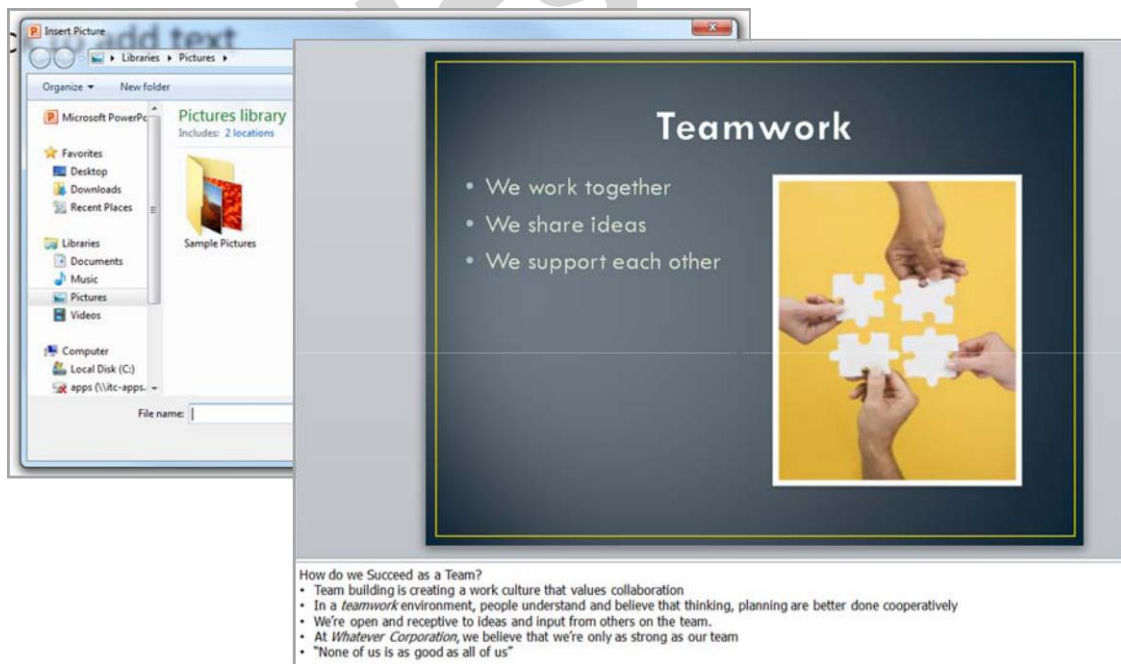 Insert Picture
to add text
Libraries Pictures
Organize New folder
Microsoft PowerPo
Favorites
Desktop
Downloads
Recent Places
Libraries
Documents
Music
Pictures
Videos
Computer
Local Disk (C:)
apps (\\itc-apps.
Pictures library
Includes: 2 locations
Sample Pictures
File name:
Teamwork
• We work together
• We share ideas
• We support each other
How do we Succeed as a Team?
• Team building is creating a work culture that values collaboration
• In a teamwork environment, people understand and believe that thinking, planning are better done cooperatively
• We're open and receptive to ideas and input from others on the team.
• At Whatever Corporation, we believe that we're only as strong as our team
• "None of us is as good as all of us"